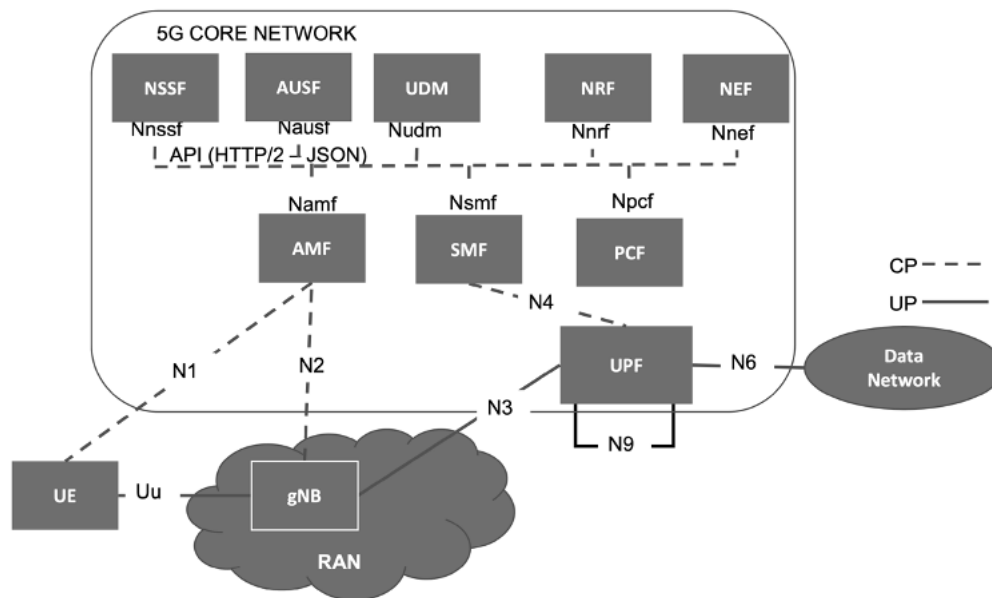 5G CORE NETWORK
NSSF
AUSF
UDM
NRF
NEF
Nnssf
Nausf
Nudm
Nnrf
Nnef
API (HTTP/2 – JSON)
Namf
Nsmf
Npcf
AMF
SMF
PCF
CP
N4
UP
N1
N2
UPF
N6
Data
Network
N3
N9
UE
Uu
gNB
RAN